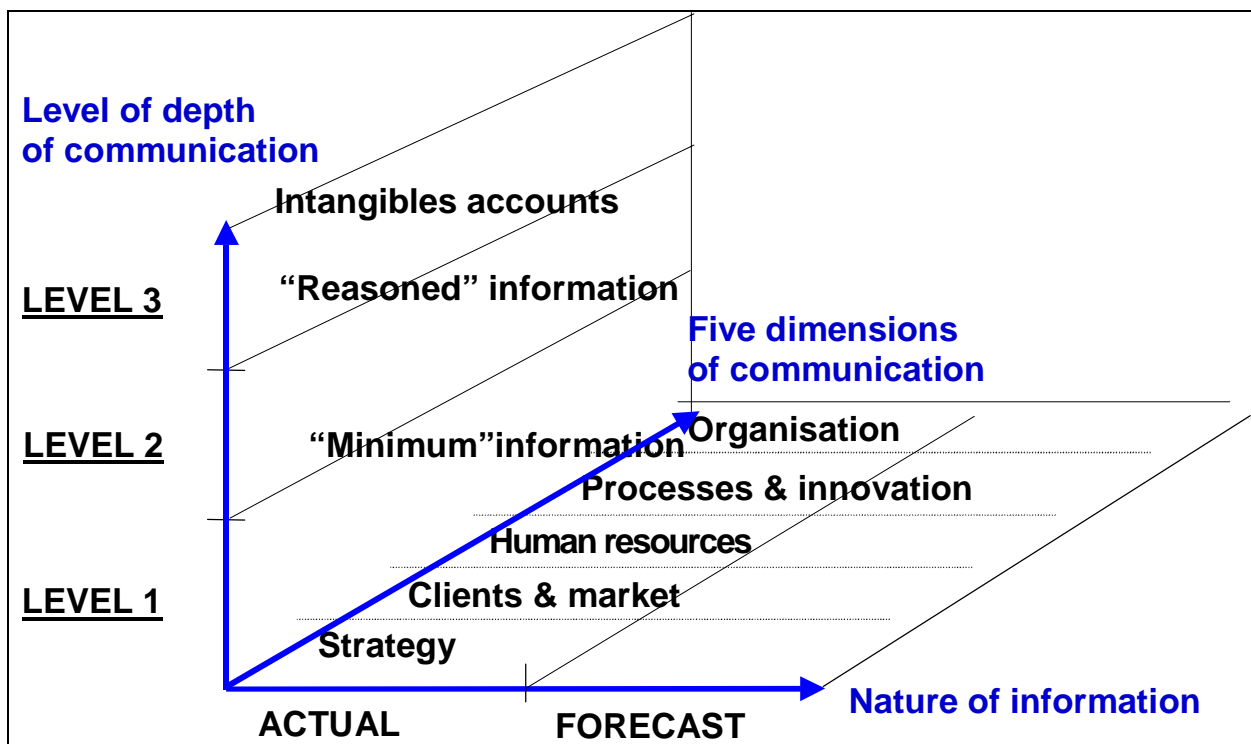 Level of depth
of communication
Intangibles accounts
LEVEL 3
“Reasoned” information
Five dimensions
of communication
LEVEL 2
“Minimum”information
Organisation
Processes & innovation
Human resources
LEVEL 1
Clients & market
Strategy
Nature of information
ACTUAL
FORECAST